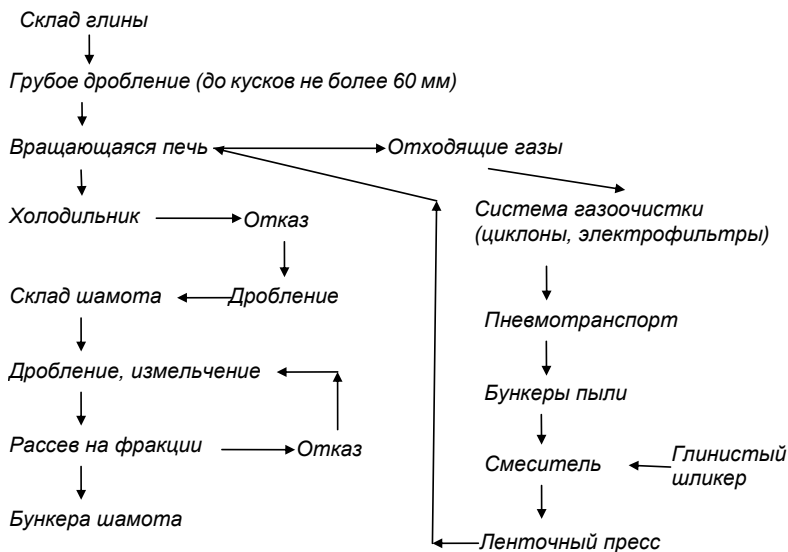 Склад глины
Грубое дробление (до кусков не более 60 мм)
Вращающаяся печь
Отходящие газы
Холодильник
Отказ
Система газоочистки
(циклоны, электрофильтры)
Склад шамота
Дробление
Пневмотранспорт
Дробление, измельчение
Бункеры пыли
Рассев на фракции
Отказ
Смеситель
Глинистый
шликер
Бункера шамота
Ленточный пресс